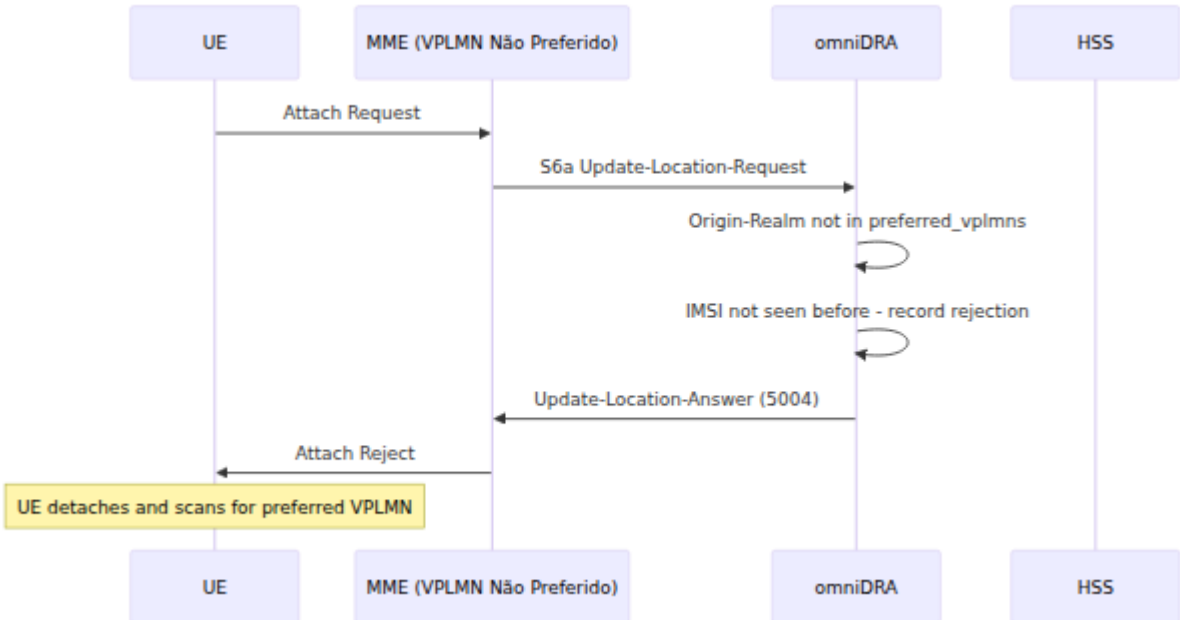 UE
MME (VPLMN Não Preferido)
omniDRA
HSS
Attach Request
S6a Update-Location-Request
Origin-Realm not in preferred_vplmns
IMSI not seen before - record rejection
Update-Location-Answer (5004)
Attach Reject
UE detaches and scans for preferred VPLMN
UE
MME (VPLMN Não Preferido)
omniDRA
HSS